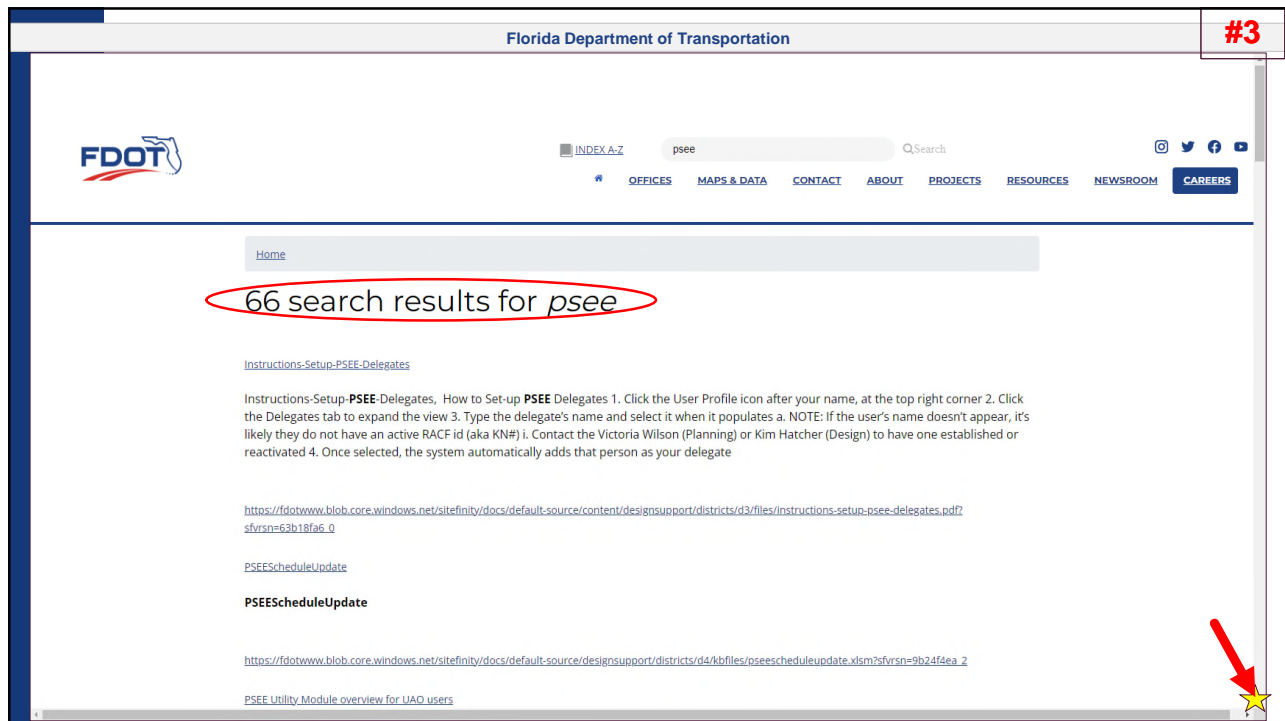 Florida Department of Transportation
#3
FDOT
INDEX A-Z
psee
Search
OFFICES MAPS & DATA CONTACT ABOUT PROJECTS RESOURCES NEWSROOM CAREERS
Home
66 search results for psee
Instructions-Setup-PSEE-Delegates
Instructions-Setup-PSEE-Delegates, How to Set-up PSEE Delegates 1. Click the User Profile icon after your name, at the top right corner 2. Click
the Delegates tab to expand the view 3. Type the delegate's name and select it when it populates a. NOTE: If the user's name doesn't appear, it's
likely they do not have an active RACF id (aka KN#) i. Contact the Victoria Wilson (Planning) or Kim Hatcher (Design) to have one established or
reactivated 4. Once selected, the system automatically adds that person as your delegate
https://fdotwww.blob.core.windows.net/sitefinity/docs/default-source/content/designsupport/districts/d3/files/instructions-setup-psee-delegates.pdf?
sfvrsn=63b18fa6_0
PSEEScheduleUpdate
PSEEScheduleUpdate
https://fdotwww.blob.core.windows.net/sitefinity/docs/default-source/designsupport/districts/d4/kbfiles/pseescheduleupdate.xlsm?sfvrsn=9b24f4ea_2
PSEE Utility Module overview for UAO users